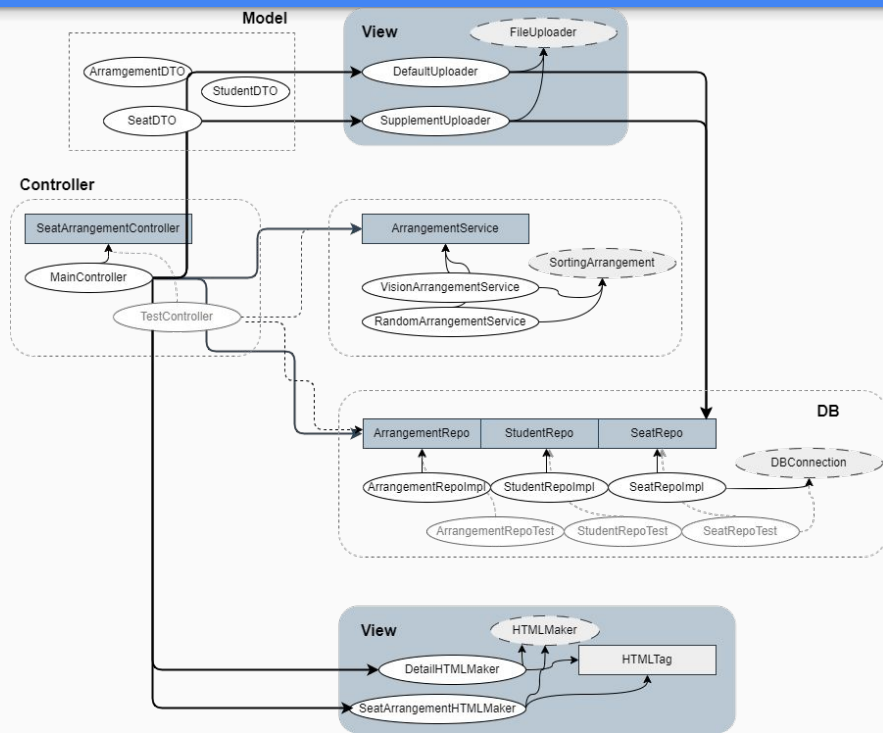 Model
View
FileUploader
ArramgementDTO
DefaultUploader
StudentDTO
SeatDTO
SupplementUploader
Controller
SeatArrangementController
ArrangementService
MainController
SortingArrangement
VisionArrangementService
TestController
RandomArrangementService
DB
ArrangementRepo
StudentRepo
SeatRepo
DBConnection
ArrangementRepoImpl
StudentRepoImpl
SeatRepoImpl
ArrangementRepoTest
StudentRepoTest
SeatRepoTest
View
HTMLMaker
DetailHTMLMaker
HTMLTag
SeatArrangementHTMLMaker